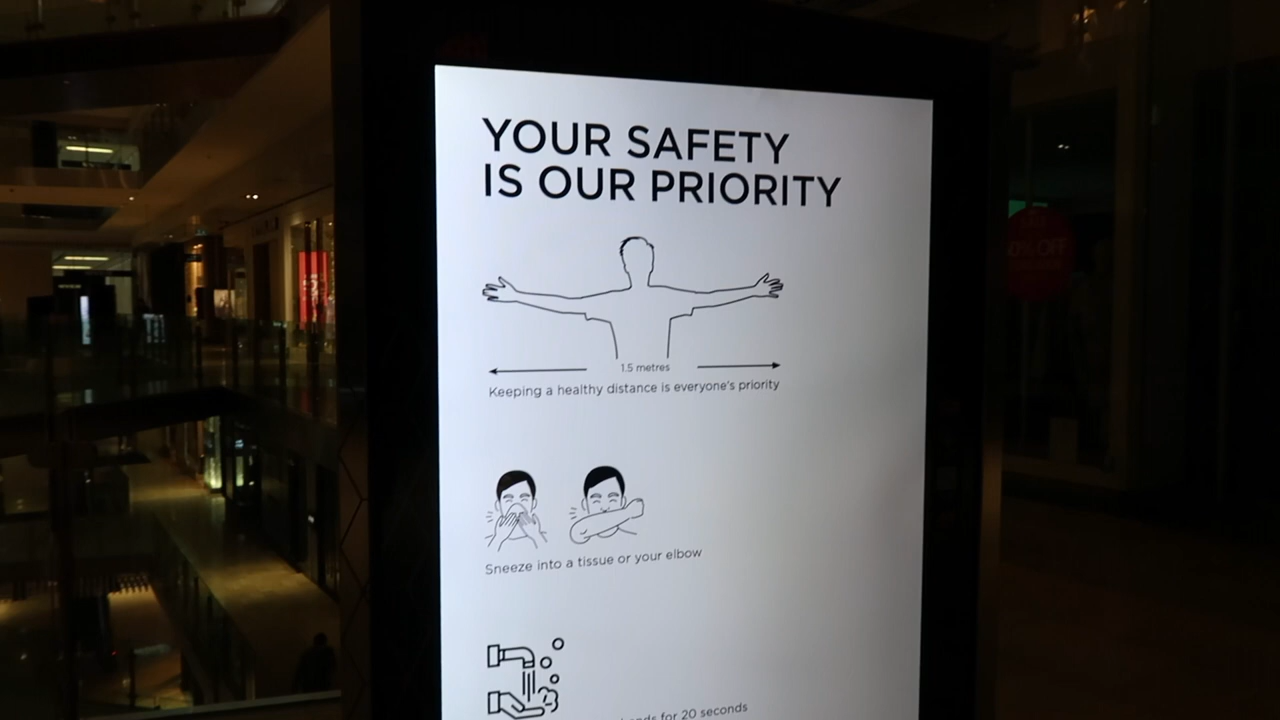 YOUR SAFETY
IS OUR PRIORITY
1.5 metres
Keeping a healthy distance is everyone's priority
Sneeze into a tissue or your elbow
for 20 seconds
% OFF